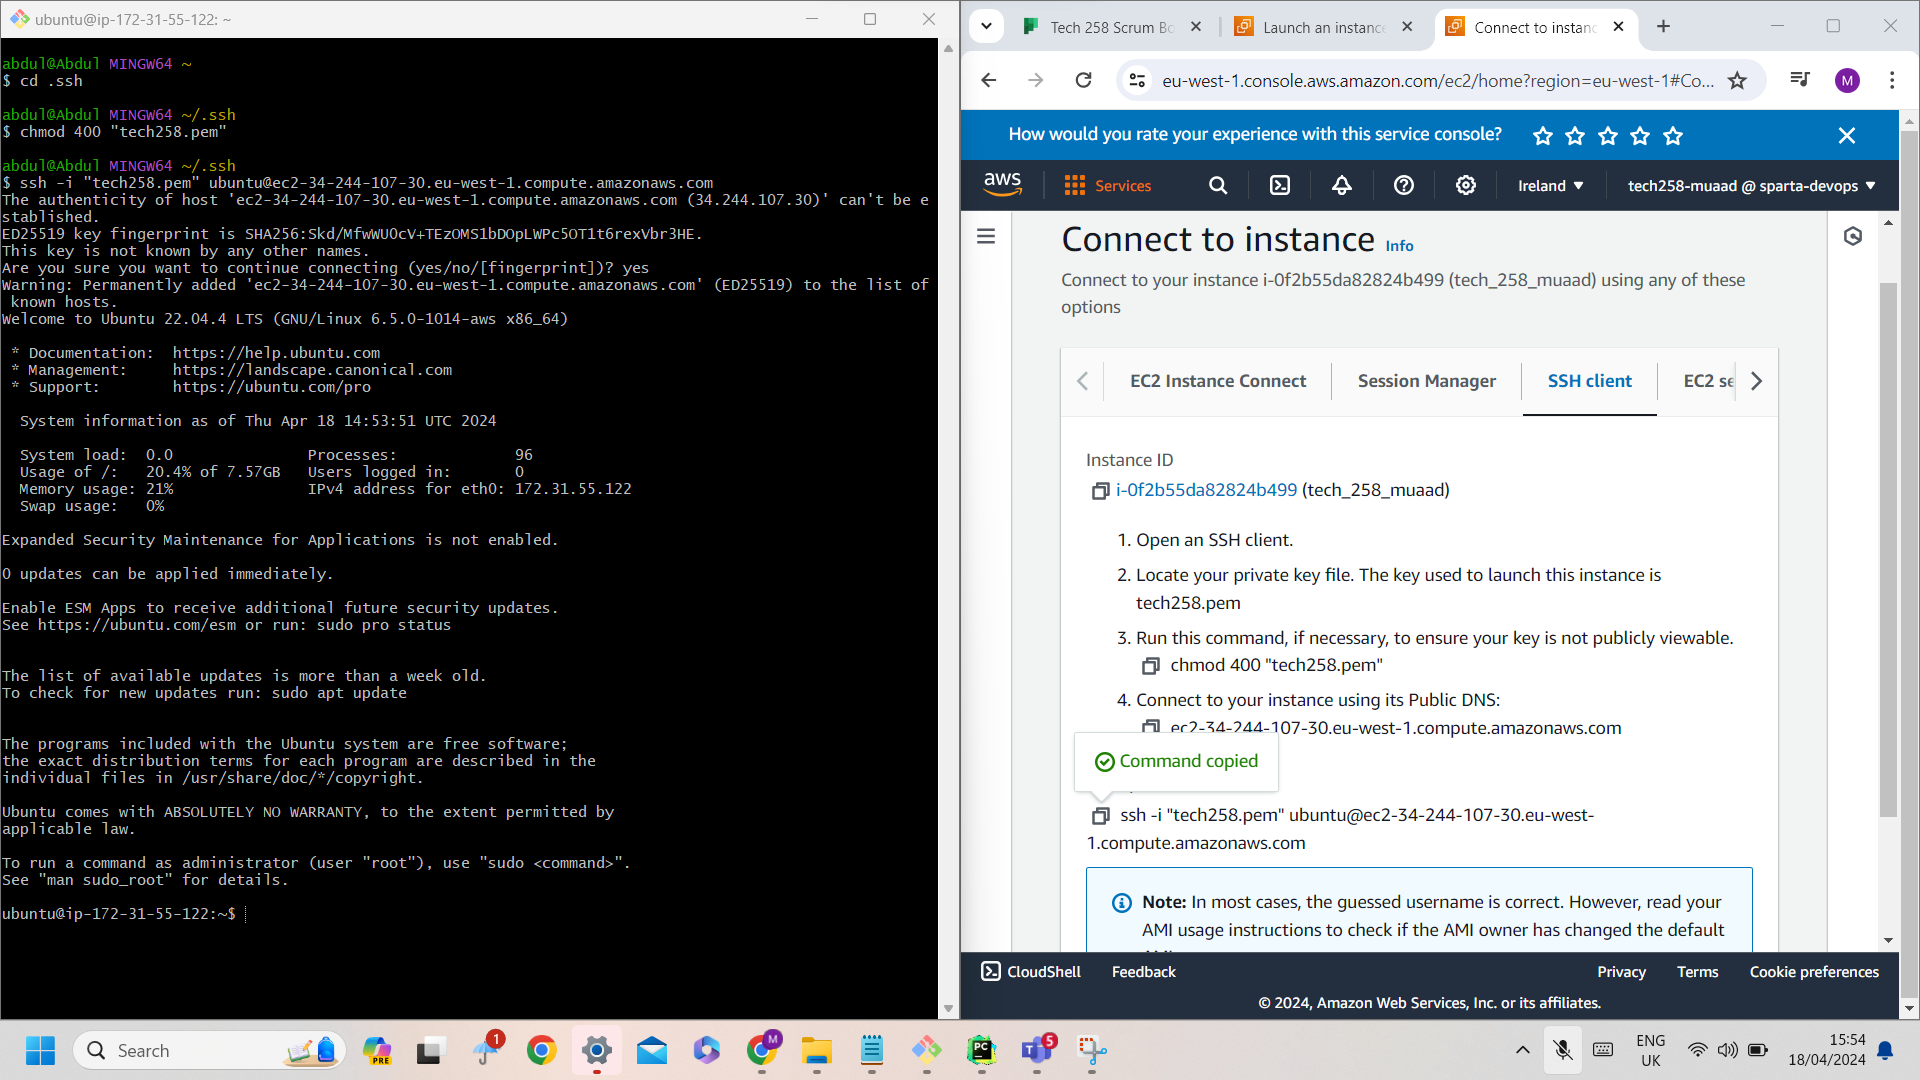 ubuntu@ip-172-31-55-122: ~
abdul@Abdul MINGW64 ~
$ cd .ssh
abdul@Abdul MINGW64 ~/.ssh
$ chmod 400 "tech258.pem"
abdul@Abdul MINGW64 ~/.ssh
$ ssh -i "tech258.pem" ubuntu@ec2-34-244-107-30.eu-west-1.compute.amazonaws.com
The authenticity of host 'ec2-34-244-107-30.eu-west-1.compute.amazonaws.com (34.244.107.30)' can't be e
stablished.
ED25519 key fingerprint is SHA256:Skd/MfwWU0cV+TEzOMS1bDOpLWPc5OT1t6rexVbr3HE.
This key is not known by any other names.
Are you sure you want to continue connecting (yes/no/[fingerprint])? yes
Warning: Permanently added 'ec2-34-244-107-30.eu-west-1.compute.amazonaws.com' (ED25519) to the list of
known hosts.
Welcome to Ubuntu 22.04.4 LTS (GNU/Linux 6.5.0-1014-aws x86_64)
* Documentation: https://help.ubuntu.com
* Management: https://landscape.canonical.com
* Support: https://ubuntu.com/pro
System information as of Thu Apr 18 14:53:51 UTC 2024
System load: 0.0 Processes: 96
Usage of /: 20.4% of 7.57GB Users logged in: 0
Memory usage: 21% IPv4 address for eth0: 172.31.55.122
Swap usage: 0%
Expanded Security Maintenance for Applications is not enabled.
0 updates can be applied immediately.
Enable ESM Apps to receive additional future security updates.
See https://ubuntu.com/esm or run: sudo pro status
The list of available updates is more than a week old.
To check for new updates run: sudo apt update
The programs included with the Ubuntu system are free software;
the exact distribution terms for each program are described in the
individual files in /usr/share/doc/*/copyright.
Ubuntu comes with ABSOLUTELY NO WARRANTY, to the extent permitted by
applicable law.
To run a command as administrator (user "root"), use "sudo <command>".
See "man sudo_root" for details.
ubuntu@ip-172-31-55-122:~$
Tech 258 Scrum Bo
Launch an instance
Connect to instanc
eu-west-1.console.aws.amazon.com/ec2/home?region=eu-west-1#Co...
M
How would you rate your experience with this service console?
aws Services Ireland tech258-muaad @ sparta-devops
Connect to instance Info
Connect to your instance i-0f2b55da82824b499 (tech_258_muaad) using any of these
options
EC2 Instance Connect Session Manager SSH client EC2 se
Instance ID
i-0f2b55da82824b499 (tech_258_muaad)
1. Open an SSH client.
2. Locate your private key file. The key used to launch this instance is
tech258.pem
3. Run this command, if necessary, to ensure your key is not publicly viewable.
chmod 400 "tech258.pem"
4. Connect to your instance using its Public DNS:
ec2-34-244-107-30.eu-west-1.compute.amazonaws.com
Command copied
ssh -i "tech258.pem" ubuntu@ec2-34-244-107-30.eu-west-
1.compute.amazonaws.com
Note: In most cases, the guessed username is correct. However, read your
AMI usage instructions to check if the AMI owner has changed the default
CloudShell Feedback Privacy Terms Cookie preferences
© 2024, Amazon Web Services, Inc. or its affiliates.
Search
PRE
1
M
PC
5
ENG
UK
15:54
18/04/2024